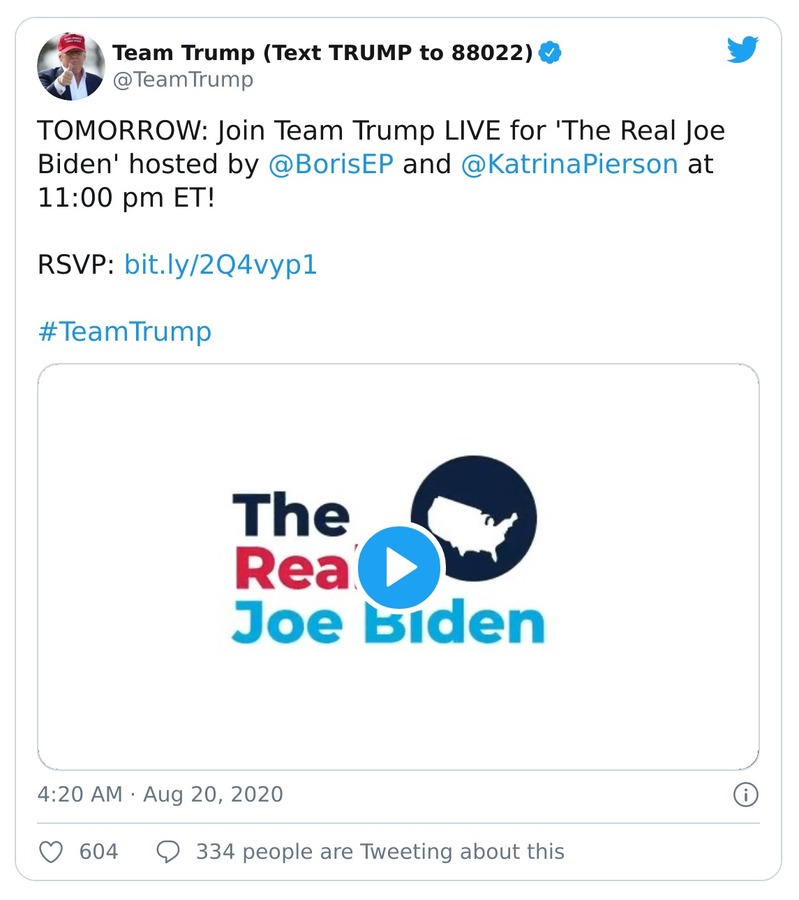 Team Trump (Text TRUMP to 88022)
@TeamTrump
TOMORROW: Join Team Trump LIVE for 'The Real Joe
Biden' hosted by @BorisEP and @KatrinaPierson at
11:00 pm ET!
RSVP: bit.ly/2Q4vyp1
#TeamTrump
The
Real
Joe Biden
4:20 AM · Aug 20, 2020
604
334 people are Tweeting about this